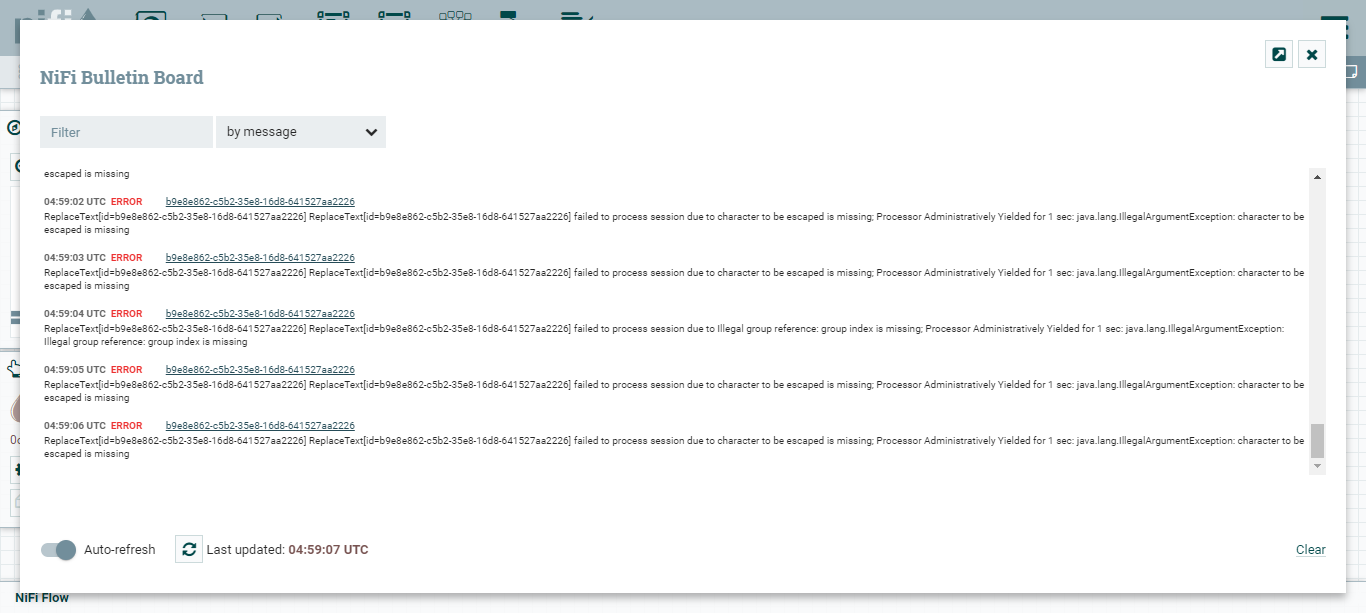 NiFi Bulletin Board
Filter
by message
escaped is missing
04:59:02 UTC ERROR b9e8e862-c5b2-35e8-16d8-641527aa2226
ReplaceText[id=b9e8e862-c5b2-35e8-16d8-641527aa2226] ReplaceText[id=b9e8e862-c5b2-35e8-16d8-641527aa2226] failed to process session due to character to be escaped is missing; Processor Administratively Yielded for 1 sec: java.lang.IllegalArgumentException: character to be
escaped is missing
04:59:03 UTC ERROR b9e8e862-c5b2-35e8-16d8-641527aa2226
ReplaceText[id=b9e8e862-c5b2-35e8-16d8-641527aa2226] ReplaceText[id=b9e8e862-c5b2-35e8-16d8-641527aa2226] failed to process session due to character to be escaped is missing; Processor Administratively Yielded for 1 sec: java.lang.IllegalArgumentException: character to be
escaped is missing
04:59:04 UTC ERROR b9e8e862-c5b2-35e8-16d8-641527aa2226
ReplaceText[id=b9e8e862-c5b2-35e8-16d8-641527aa2226] ReplaceText[id=b9e8e862-c5b2-35e8-16d8-641527aa2226] failed to process session due to Illegal group reference: group index is missing; Processor Administratively Yielded for 1 sec: java.lang.IllegalArgumentException:
Illegal group reference: group index is missing
04:59:05 UTC ERROR b9e8e862-c5b2-35e8-16d8-641527aa2226
ReplaceText[id=b9e8e862-c5b2-35e8-16d8-641527aa2226] ReplaceText[id=b9e8e862-c5b2-35e8-16d8-641527aa2226] failed to process session due to character to be escaped is missing; Processor Administratively Yielded for 1 sec: java.lang.IllegalArgumentException: character to be
escaped is missing
04:59:06 UTC ERROR b9e8e862-c5b2-35e8-16d8-641527aa2226
ReplaceText[id=b9e8e862-c5b2-35e8-16d8-641527aa2226] ReplaceText[id=b9e8e862-c5b2-35e8-16d8-641527aa2226] failed to process session due to character to be escaped is missing; Processor Administratively Yielded for 1 sec: java.lang.IllegalArgumentException: character to be
escaped is missing
Auto-refresh
Last updated: 04:59:07 UTC
Clear
NiFi Flow